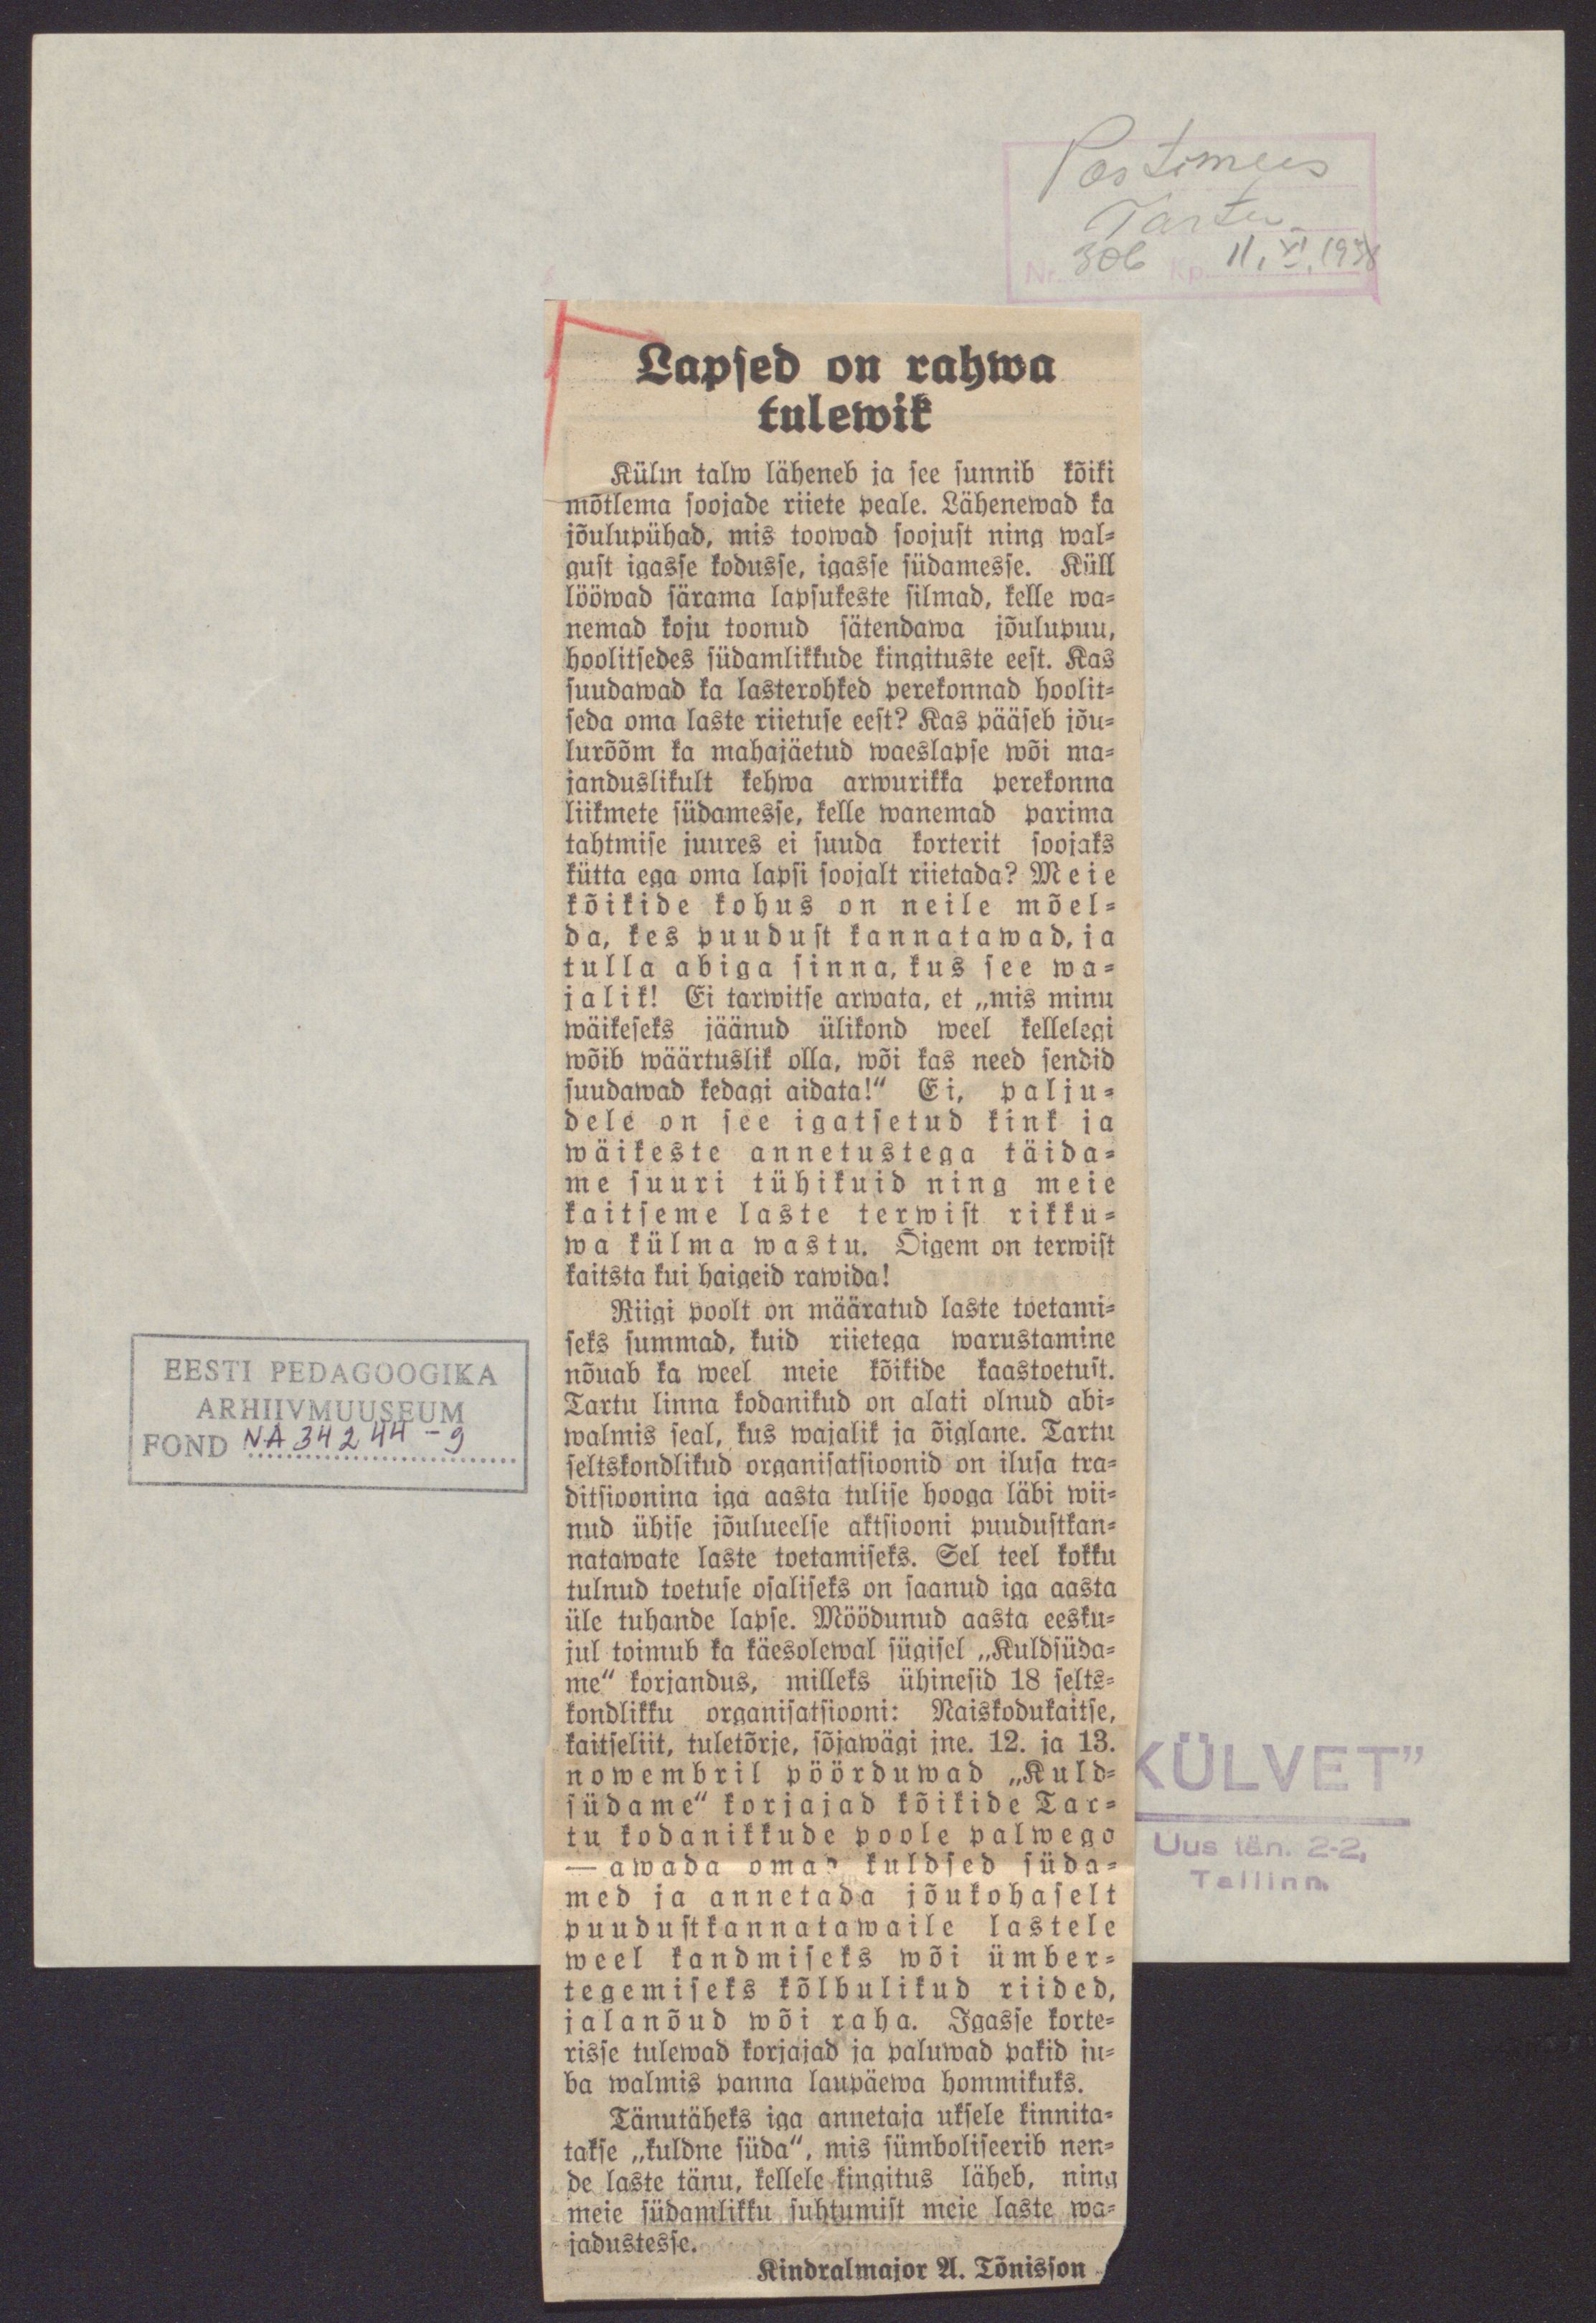 Postimees
Tartu
Nr. 306 Kp. 11. XI. 1938
Lapsed on rahwa
tulewik
Külm talw läheneb ja see sunnib kõiki
mõtlema soojade riiete peale. Lähenewad ka
jõulupühad, mis toowad soojust ning wal-
gust igasse kodusse, igasse südamesse. Küll
lööwad särama lapsukeste silmad, kelle wa-
nemad koju toonud sätendawa jõulupuu,
hoolitsedes südamlikkude kingituste eest. Kas
suudawad ka lasterohked perekonnad hoolit-
seda oma laste riietuse eest? Kas pääseb jõu-
lurõõm ka mahajäetud waeslapse wõi ma-
janduslikult kehwa arwurikka perekonna
liikmete südamesse, kelle wanemad parima
tahtmise juures ei suuda korterit soojaks
kütta ega oma lapsi soojalt riietada? Meie
kõikide kohus on neile mõel-
da, kes puudust kannatawad, ja
tulla abiga sinna, kus see wa-
jalik! Ei tarwitse arwata, et „mis minu
wäikeseks jäänud ülikond weel kellelegi
wõib wäärtuslik olla, wõi kas need sendid
suudawad kedagi aidata!“ Ei, palju-
dele on see igatsetud kink ja
wäikeste annetustega täida-
me suuri tühikuid ning meie
kaitseme laste terwist rikku-
wa külma wastu. Õigem on terwist
kaitsta kui haigeid rawida!
Riigi poolt on määratud laste toetami-
seks summad, kuid riietega warustamine
nõuab ka weel meie kõikide kaastoetust.
Tartu linna kodanikud on alati olnud abi-
walmis seal, kus wajalik ja õiglane. Tartu
seltskondlikud organisatsioonid on ilusa tra-
ditsioonina iga aasta tulise hooga läbi wii-
nud ühise jõulueelse aktsiooni puudustkan-
natawate laste toetamiseks. Sel teel kokku
tulnud toetuse osaliseks on saanud iga aasta
üle tuhande lapse. Möödunud aasta eesku-
jul toimub ka käesolewal sügisel „Kuldsüda-
me“ korjandus, milleks ühinesid 18 selts-
kondlikku organisatsiooni: Naiskodukaitse,
kaitseliit, tuletõrje, sõjawägi jne. 12. ja 13.
nowembril pöörduwad „Kuld-
südame“ korjajad kõikide Tar-
tu kodanikkude poole palwega
— awada omad kuldsed süda-
med ja annetada jõukohaselt
puudustkannatawaile lastele
weel kandmiseks wõi ümber-
tegemiseks kõlbulikud riided,
jalanõud wõi raha. Igasse korte-
risse tulewad korjajad ja paluwad pakid ju-
ba walmis panna laupäewa hommikuks.
Tänutäheks iga annetaja uksele kinnita-
takse „kuldne süda“, mis sümboliseerib nen-
de laste tänu, kellele kingitus läheb, ning
meie südamlikku suhtumist meie laste wa-
jadustesse.
Kindralmajor A. Tõnisson
EESTI PEDAGOOGIKA
ARHIIVMUUSEUM
FOND NA 34244-9
KÜLVET”
Uus tän. 2-2,
Tallinn.